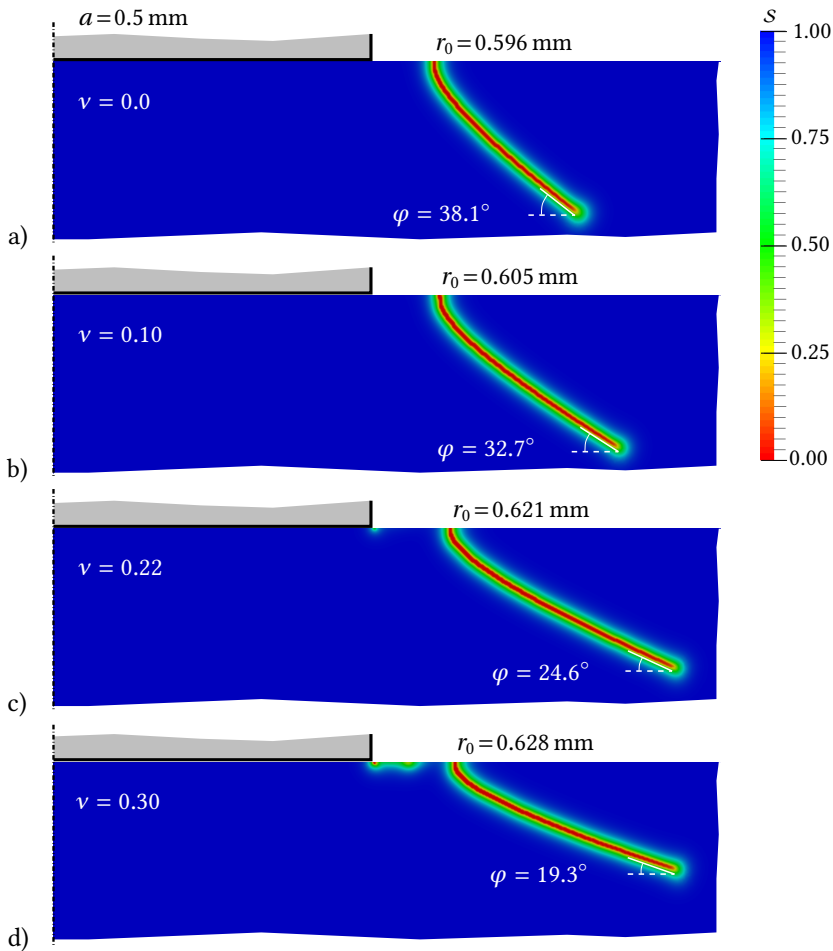 a = 0.5 mm
r₀ = 0.596 mm
s
1.00
ν = 0.0
0.75
φ = 38.1°
a)
0.50
r₀ = 0.605 mm
ν = 0.10
0.25
φ = 32.7°
0.00
b)
r₀ = 0.621 mm
ν = 0.22
φ = 24.6°
c)
r₀ = 0.628 mm
ν = 0.30
φ = 19.3°
d)